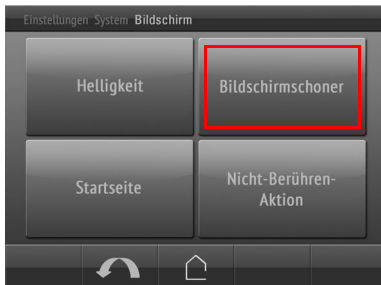 Einstellungen System Bildschirm
Helligkeit
Bildschirmschoner
Startseite
Nicht-Berühren-
Aktion